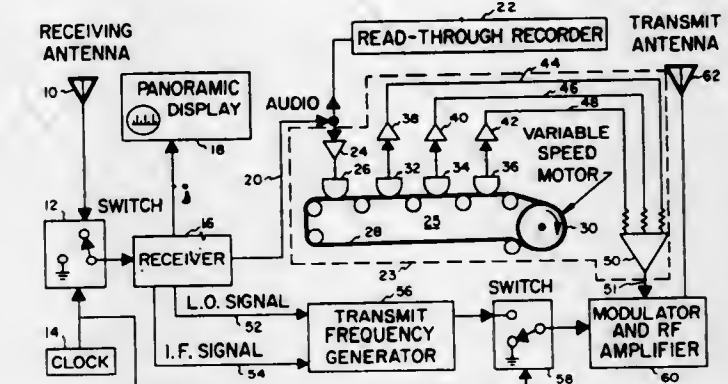 RECEIVING
ANTENNA
10
PANORAMIC
DISPLAY
18
22
READ-THROUGH RECORDER
TRANSMIT
ANTENNA
62
AUDIO
44
46
48
38
40
42
24
20
26
32
34
36
VARIABLE
SPEED
MOTOR
12
SWITCH
16
RECEIVER
25
28
30
23
50
51
L.O. SIGNAL
52
I.F. SIGNAL
54
56
TRANSMIT
FREQUENCY
GENERATOR
SWITCH
58
MODULATOR
AND RF
AMPLIFIER
60
14
CLOCK